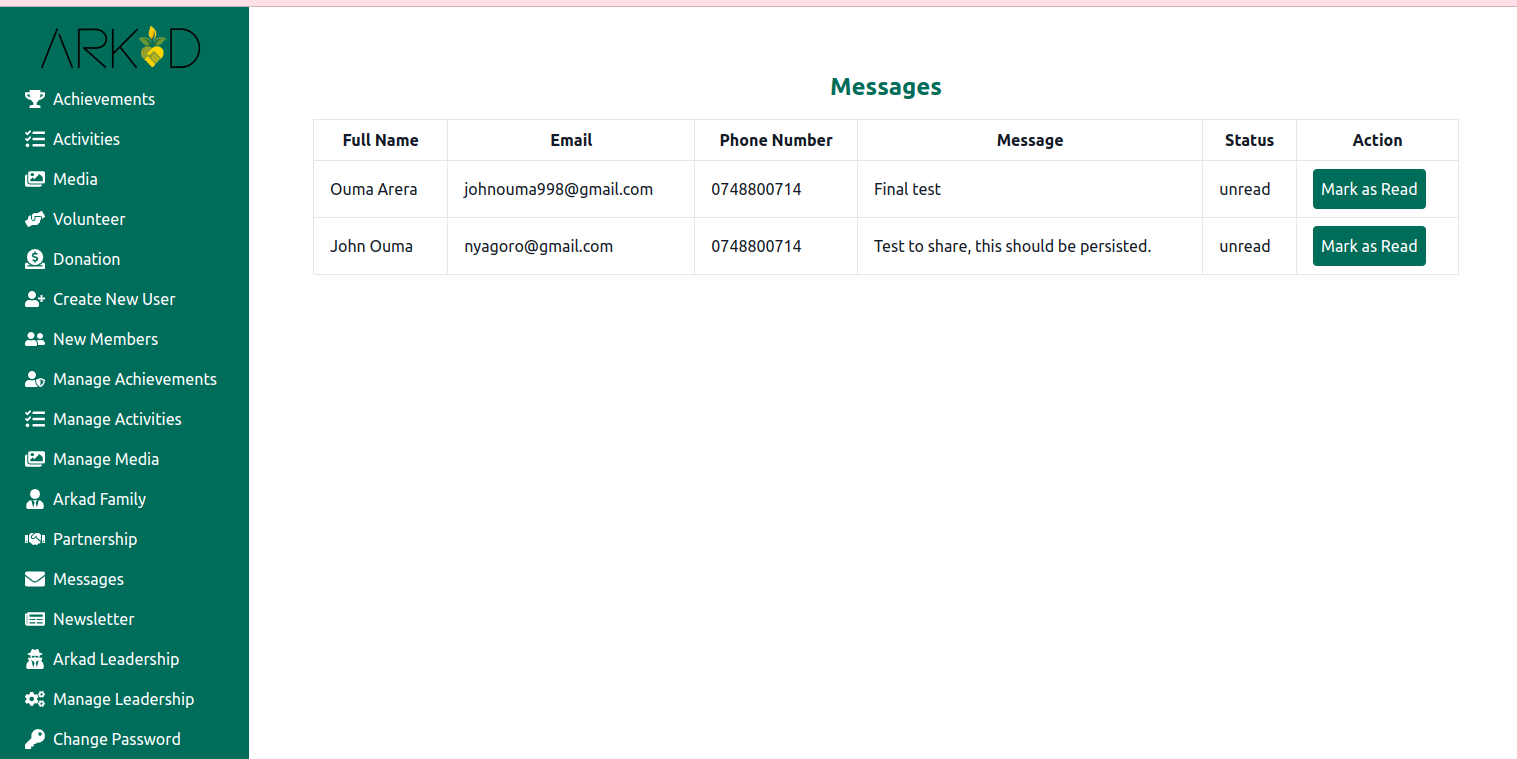 ARKAD
Achievements
Activities
Media
Volunteer
Donation
Create New User
New Members
Manage Achievements
Manage Activities
Manage Media
Arkad Family
Partnership
Messages
Newsletter
Arkad Leadership
Manage Leadership
Change Password
Messages
Full Name Email Phone Number Message Status Action
Ouma Arera johnouma998@gmail.com 0748800714 Final test unread Mark as Read
John Ouma nyagoro@gmail.com 0748800714 Test to share, this should be persisted. unread Mark as Read